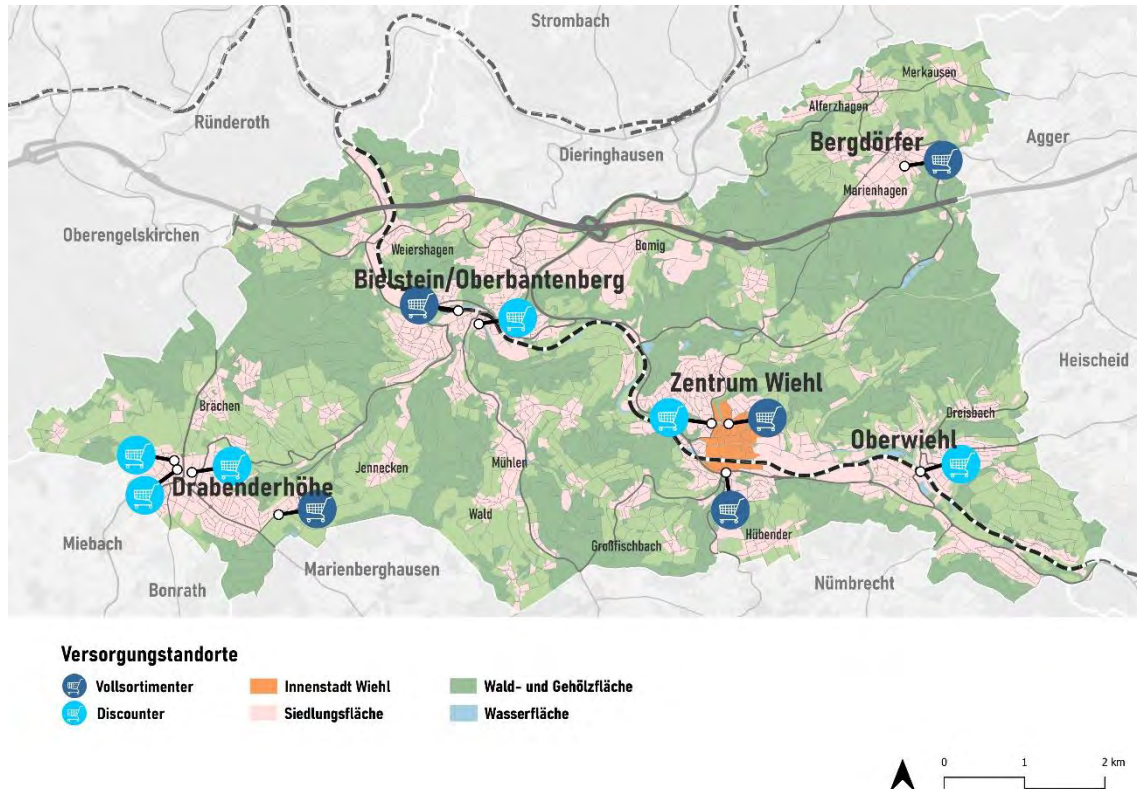 Strombach
Merkausen
Alferzhagen
Ründeroth
Agger
Dieringhausen
Bergdörfer
Marienhagen
Oberengelskirchen
Weiershagen
Bomig
Bielstein/Oberbantenberg
Heischeid
Zentrum Wiehl
Brächen
Dreisbach
Oberwiehl
Jennecken
Mühlen
Drabenderhöhe
Wald
Hübender
Miebach
Großfischbach
Marienberghausen
Nümbrecht
Bonrath
Versorgungstandorte
Vollsortimenter
Innenstadt Wiehl
Wald- und Gehölzfläche
Discounter
Siedlungsfläche
Wasserfläche
0 1 2 km